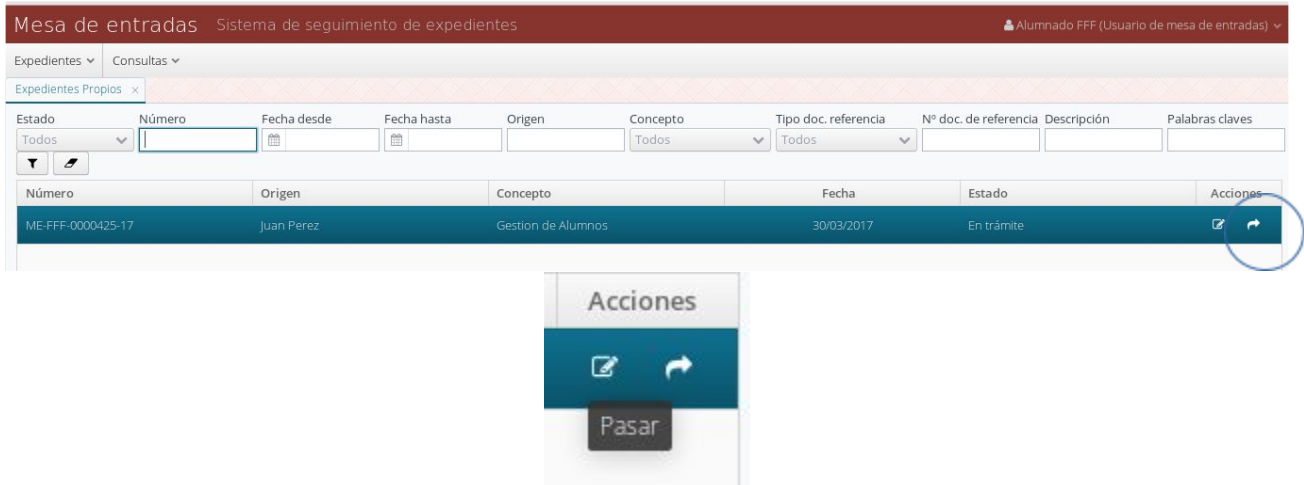 Mesa de entradas Sistema de seguimiento de expedientes Alumnado FFF (Usuario de mesa de entradas)
Expedientes Consultas
Expedientes Propios ×
Estado Número Fecha desde Fecha hasta Origen Concepto Tipo doc. referencia Nº doc. de referencia Descripción Palabras claves
Todos Todos Todos
Número Origen Concepto Fecha Estado Acciones
ME-FFF-0000425-17 Juan Perez Gestion de Alumnos 30/03/2017 En trámite
Acciones
Pasar